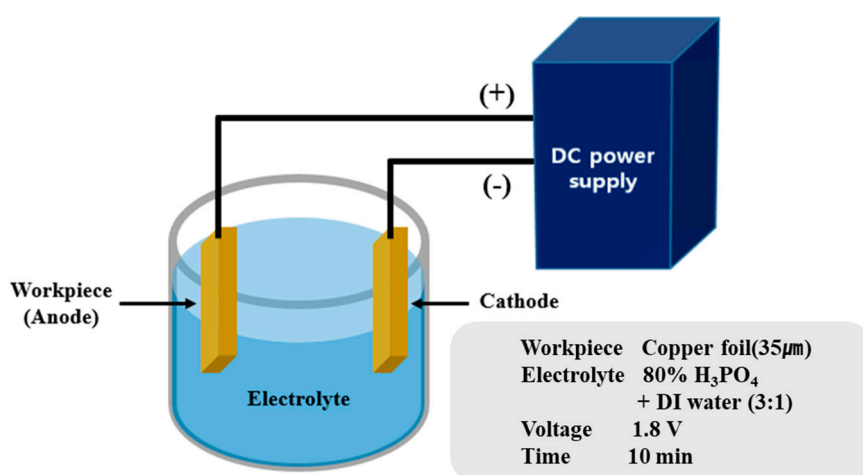 (+)
DC power
supply
(-)
Workpiece
(Anode)
Cathode
Electrolyte
Workpiece Copper foil(35㎛)
Electrolyte 80% H₃PO₄
+ DI water (3:1)
Voltage 1.8 V
Time 10 min